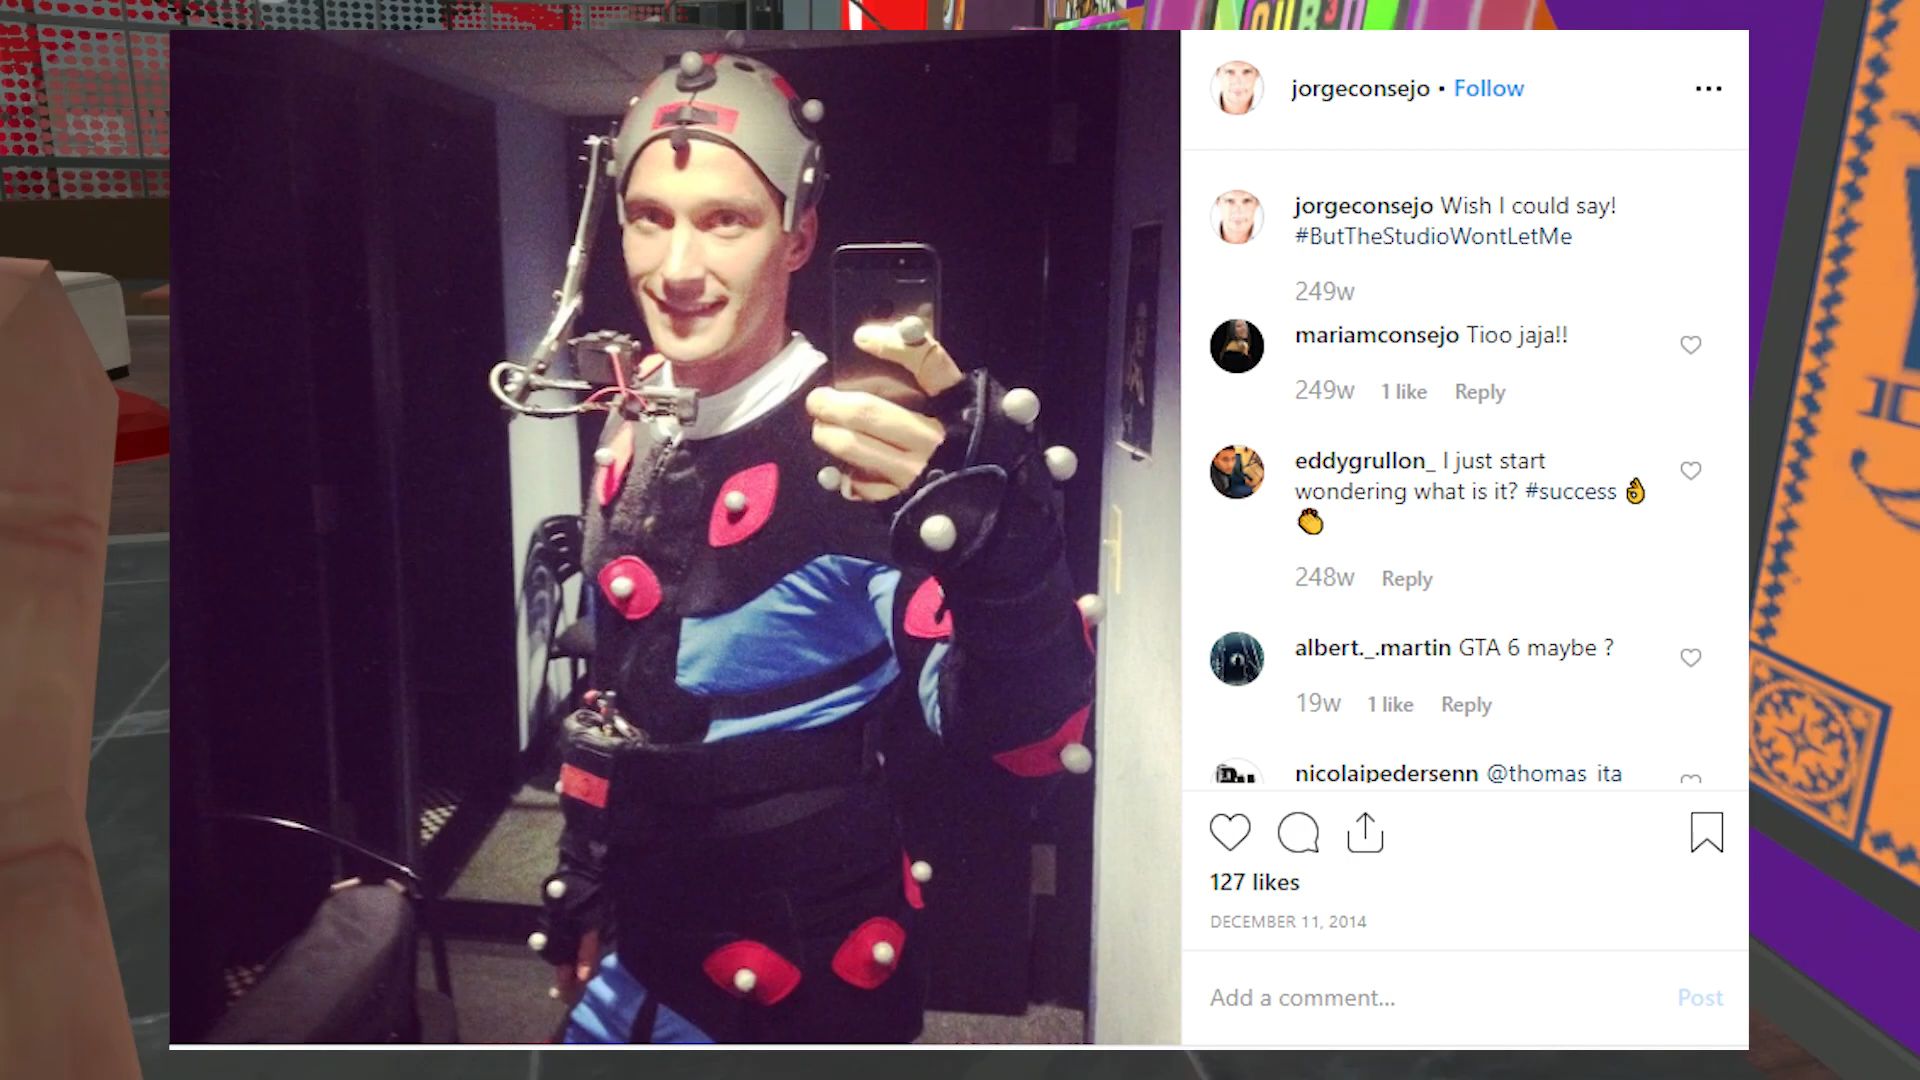 jorgeconsejo • Follow
jorgeconsejo Wish I could say!
#ButTheStudioWontLetMe
249w
mariamconsejo Tioo jaja!!
249w 1 like Reply
eddygrullon_ I just start
wondering what is it? #success 👌
👏
248w Reply
albert._.martin GTA 6 maybe ?
19w 1 like Reply
nicolaipedersenn @thomas_ita
127 likes
DECEMBER 11, 2014
Add a comment...
Post